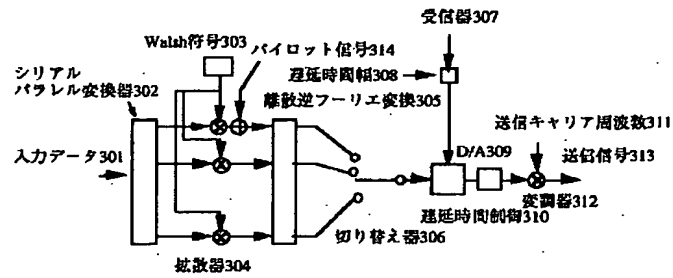 受信器307
Walsh符号303
パイロット信号314
遅延時間幅308
シリアル
パラレル変換器302
離散逆フーリエ変換305
送信キャリア周波数311
入力データ301
D/A309
送信信号313
変調器312
遅延時間制御310
切り替え器306
拡散器304